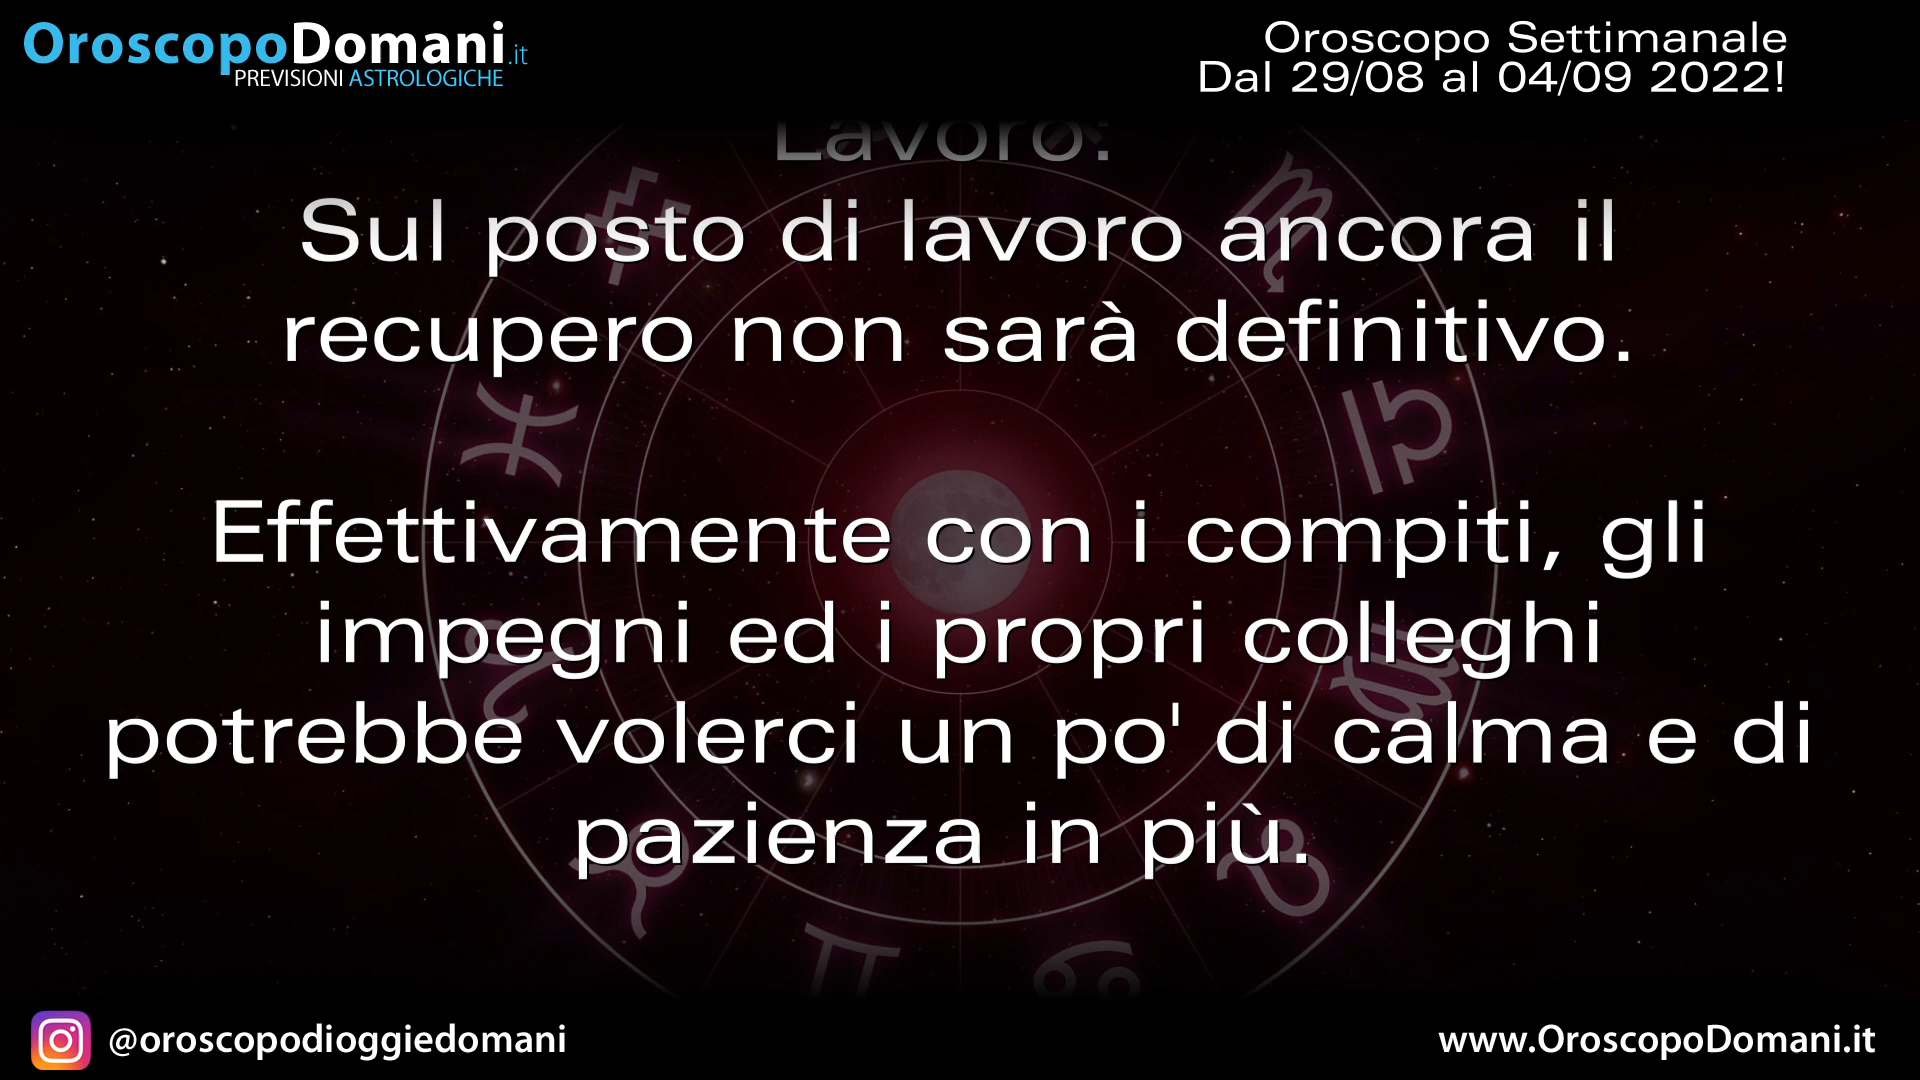 OroscopoDomani.it
PREVISIONI ASTROLOGICHE
Oroscopo Settimanale
Dal 29/08 al 04/09 2022!
Lavoro:
Sul posto di lavoro ancora il
recupero non sarà definitivo.
Effettivamente con i compiti, gli
impegni ed i propri colleghi
potrebbe volerci un po' di calma e di
pazienza in più.
@oroscopodioggiedomani
www.OroscopoDomani.it